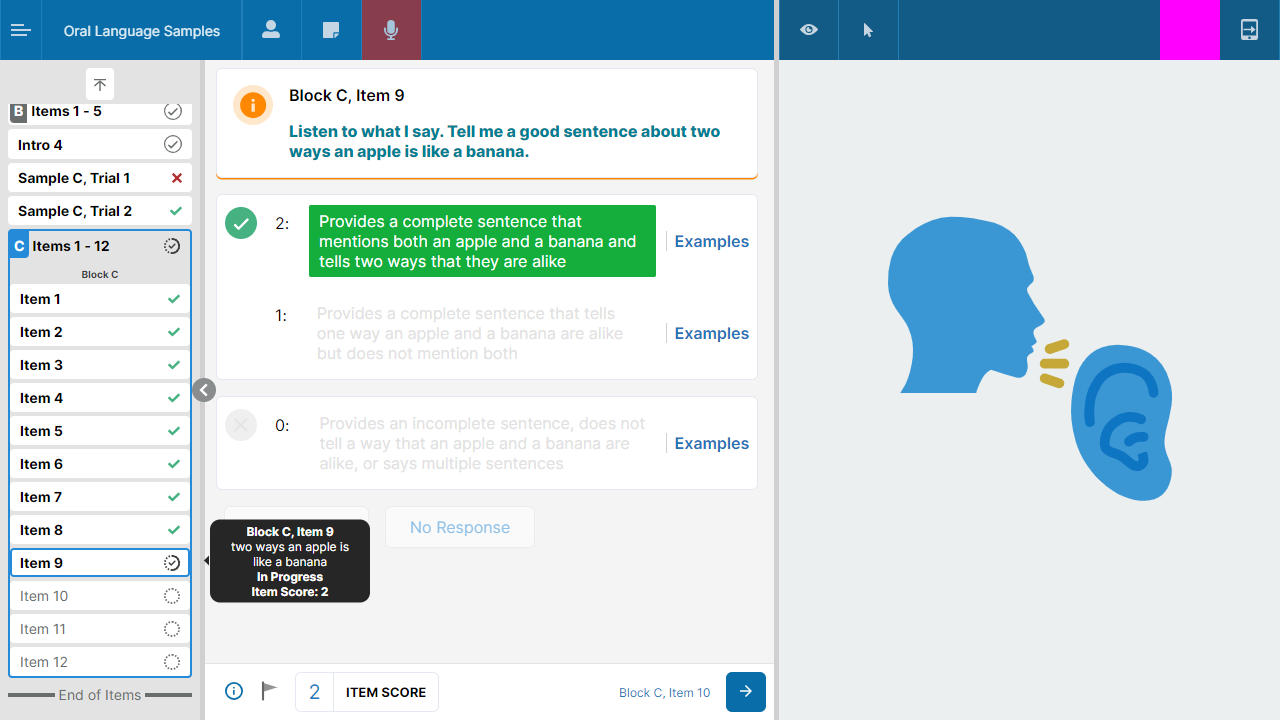 Oral Language Samples
B Items 1 - 5
Intro 4
Sample C, Trial 1
Sample C, Trial 2
C Items 1 - 12
Block C
Item 1
Item 2
Item 3
Item 4
Item 5
Item 6
Item 7
Item 8
Item 9
Item 10
Item 11
Item 12
End of Items
Block C, Item 9
Listen to what I say. Tell me a good sentence about two
ways an apple is like a banana.
2:
Provides a complete sentence that
mentions both an apple and a banana and
tells two ways that they are alike
Examples
1:
Provides a complete sentence that tells
one way an apple and a banana are alike
but does not mention both
Examples
0:
Provides an incomplete sentence, does not
tell a way that an apple and a banana are
alike, or says multiple sentences
Examples
No Response
Block C, Item 9
two ways an apple is
like a banana
In Progress
Item Score: 2
2 ITEM SCORE
Block C, Item 10